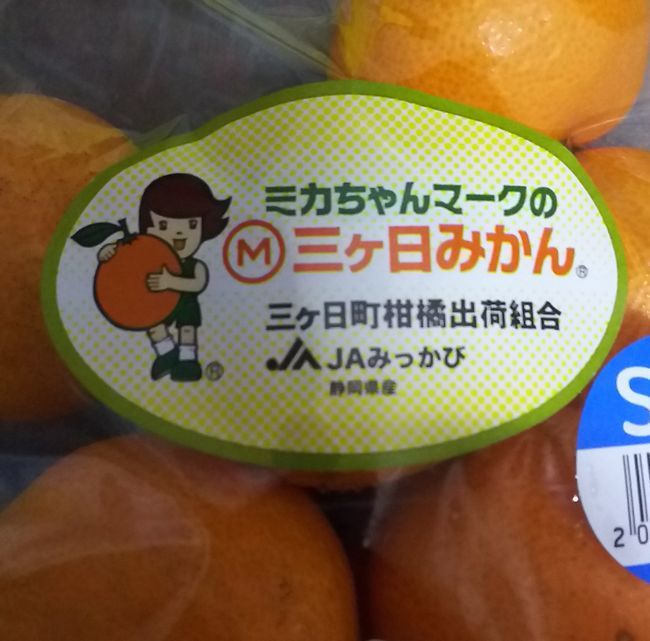 ミカちゃんマークの
M 三ヶ日みかん®
三ヶ日町柑橘出荷組合
JA JAみっかび
静岡県産
®
S
20